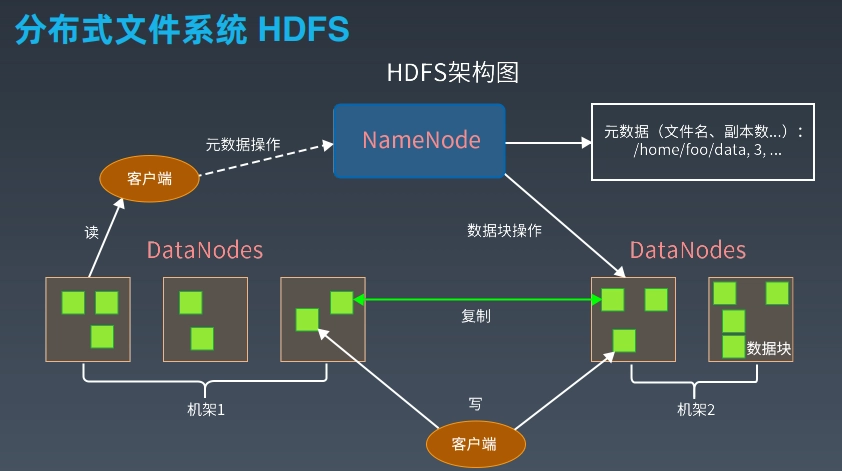 分布式文件系统 HDFS
HDFS架构图
NameNode
元数据（文件名、副本数...）：
/home/foo/data, 3, ...
元数据操作
客户端
读
数据块操作
DataNodes
DataNodes
复制
数据块
机架1
写
机架2
客户端